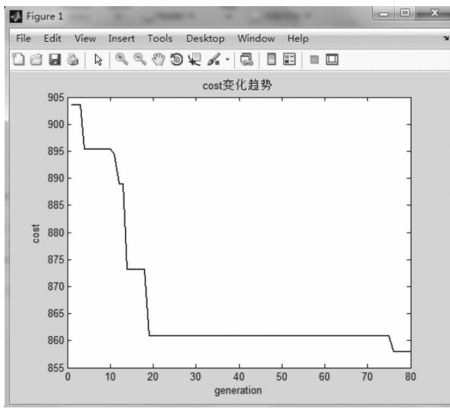 Figure 1
File Edit View Insert Tools Desktop Window Help
cost变化趋势
905
900
895
890
885
880
875
870
865
860
855
cost
0 10 20 30 40 50 60 70 80
generation